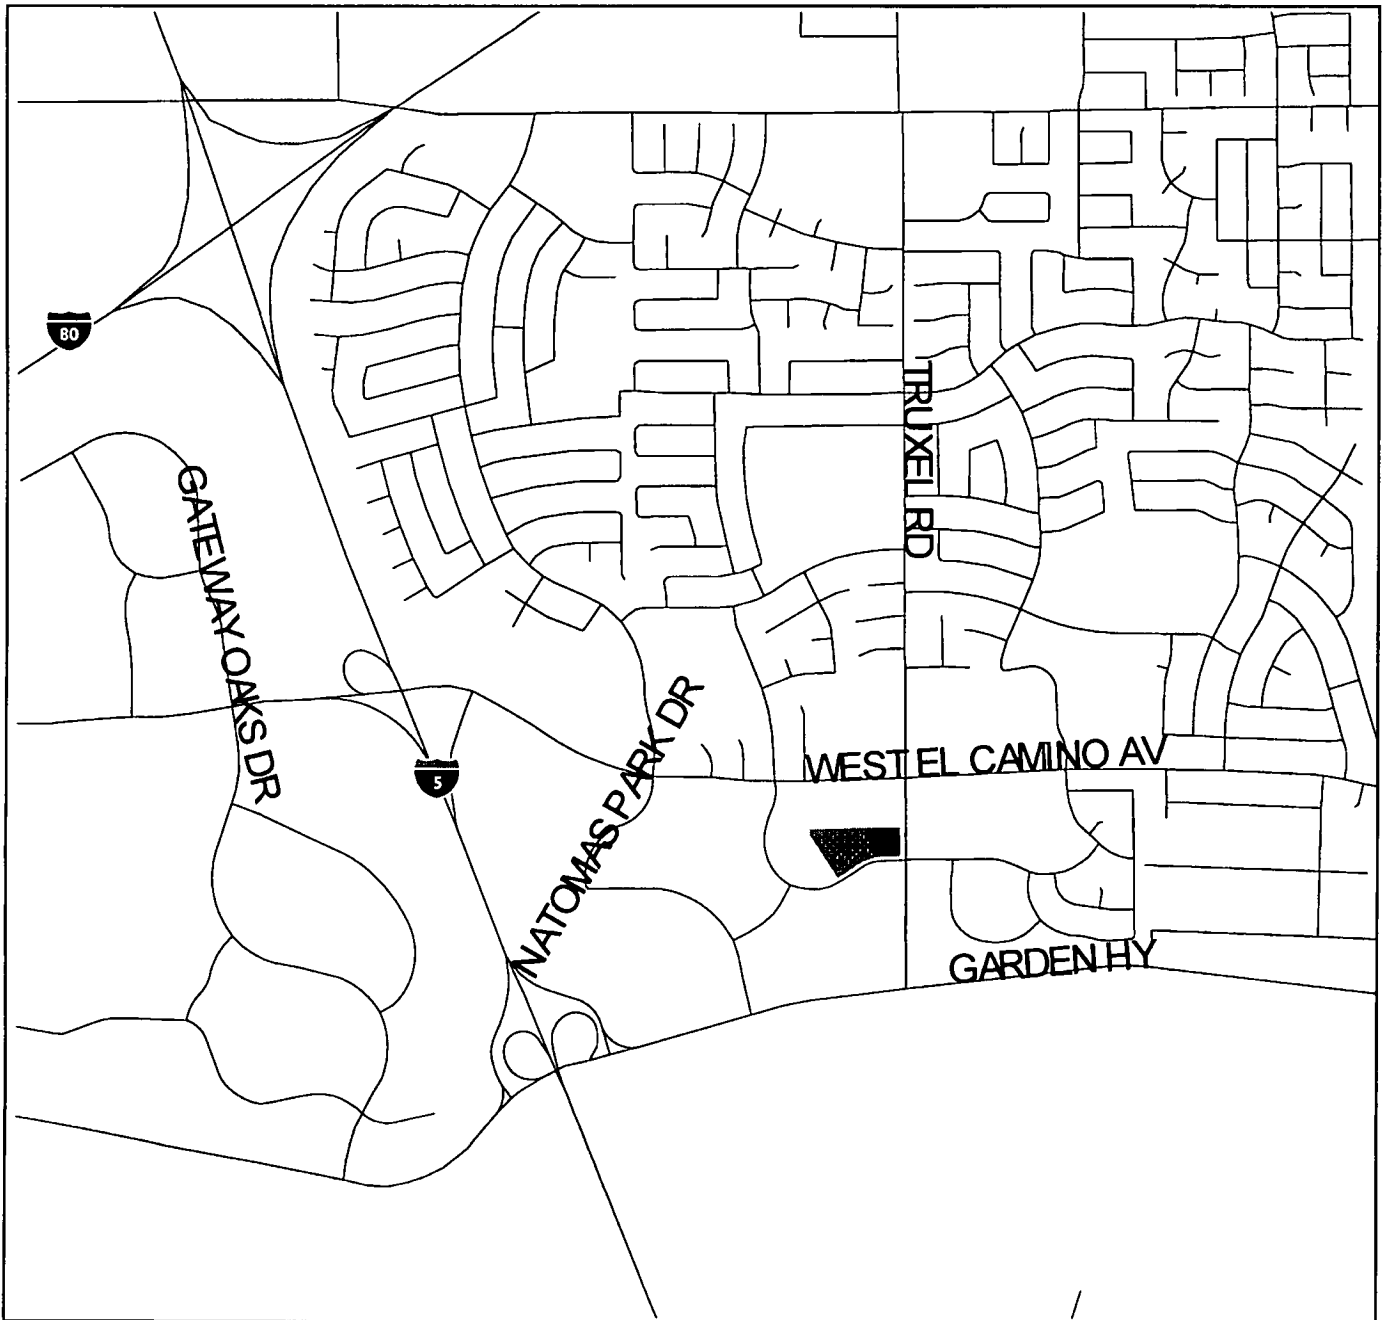 80
TRUXEL RD
GATEWAY OAKS DR
NATOMAS PARK DR
WEST EL CAMINO AV
5
GARDEN HY